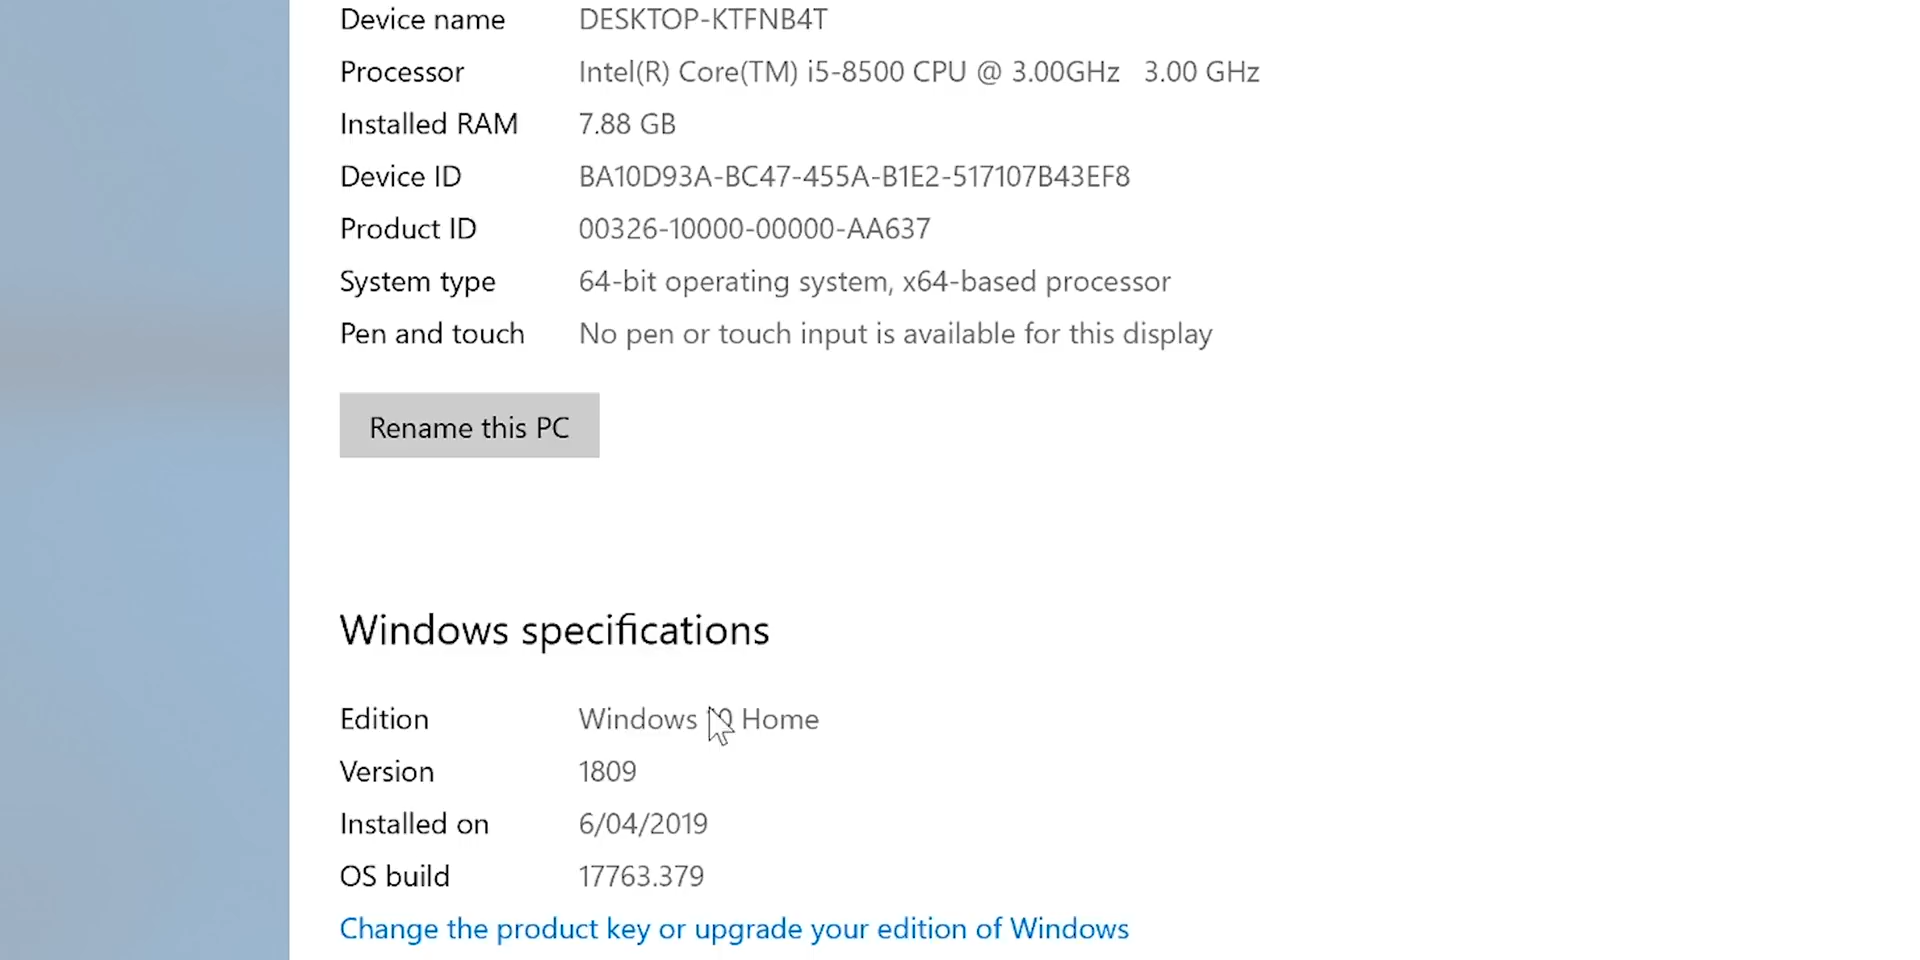 Device name DESKTOP-KTFNB4T
Processor Intel(R) Core(TM) i5-8500 CPU @ 3.00GHz 3.00 GHz
Installed RAM 7.88 GB
Device ID BA10D93A-BC47-455A-B1E2-517107B43EF8
Product ID 00326-10000-00000-AA637
System type 64-bit operating system, x64-based processor
Pen and touch No pen or touch input is available for this display
Rename this PC
Windows specifications
Edition Windows 10 Home
Version 1809
Installed on 6/04/2019
OS build 17763.379
Change the product key or upgrade your edition of Windows